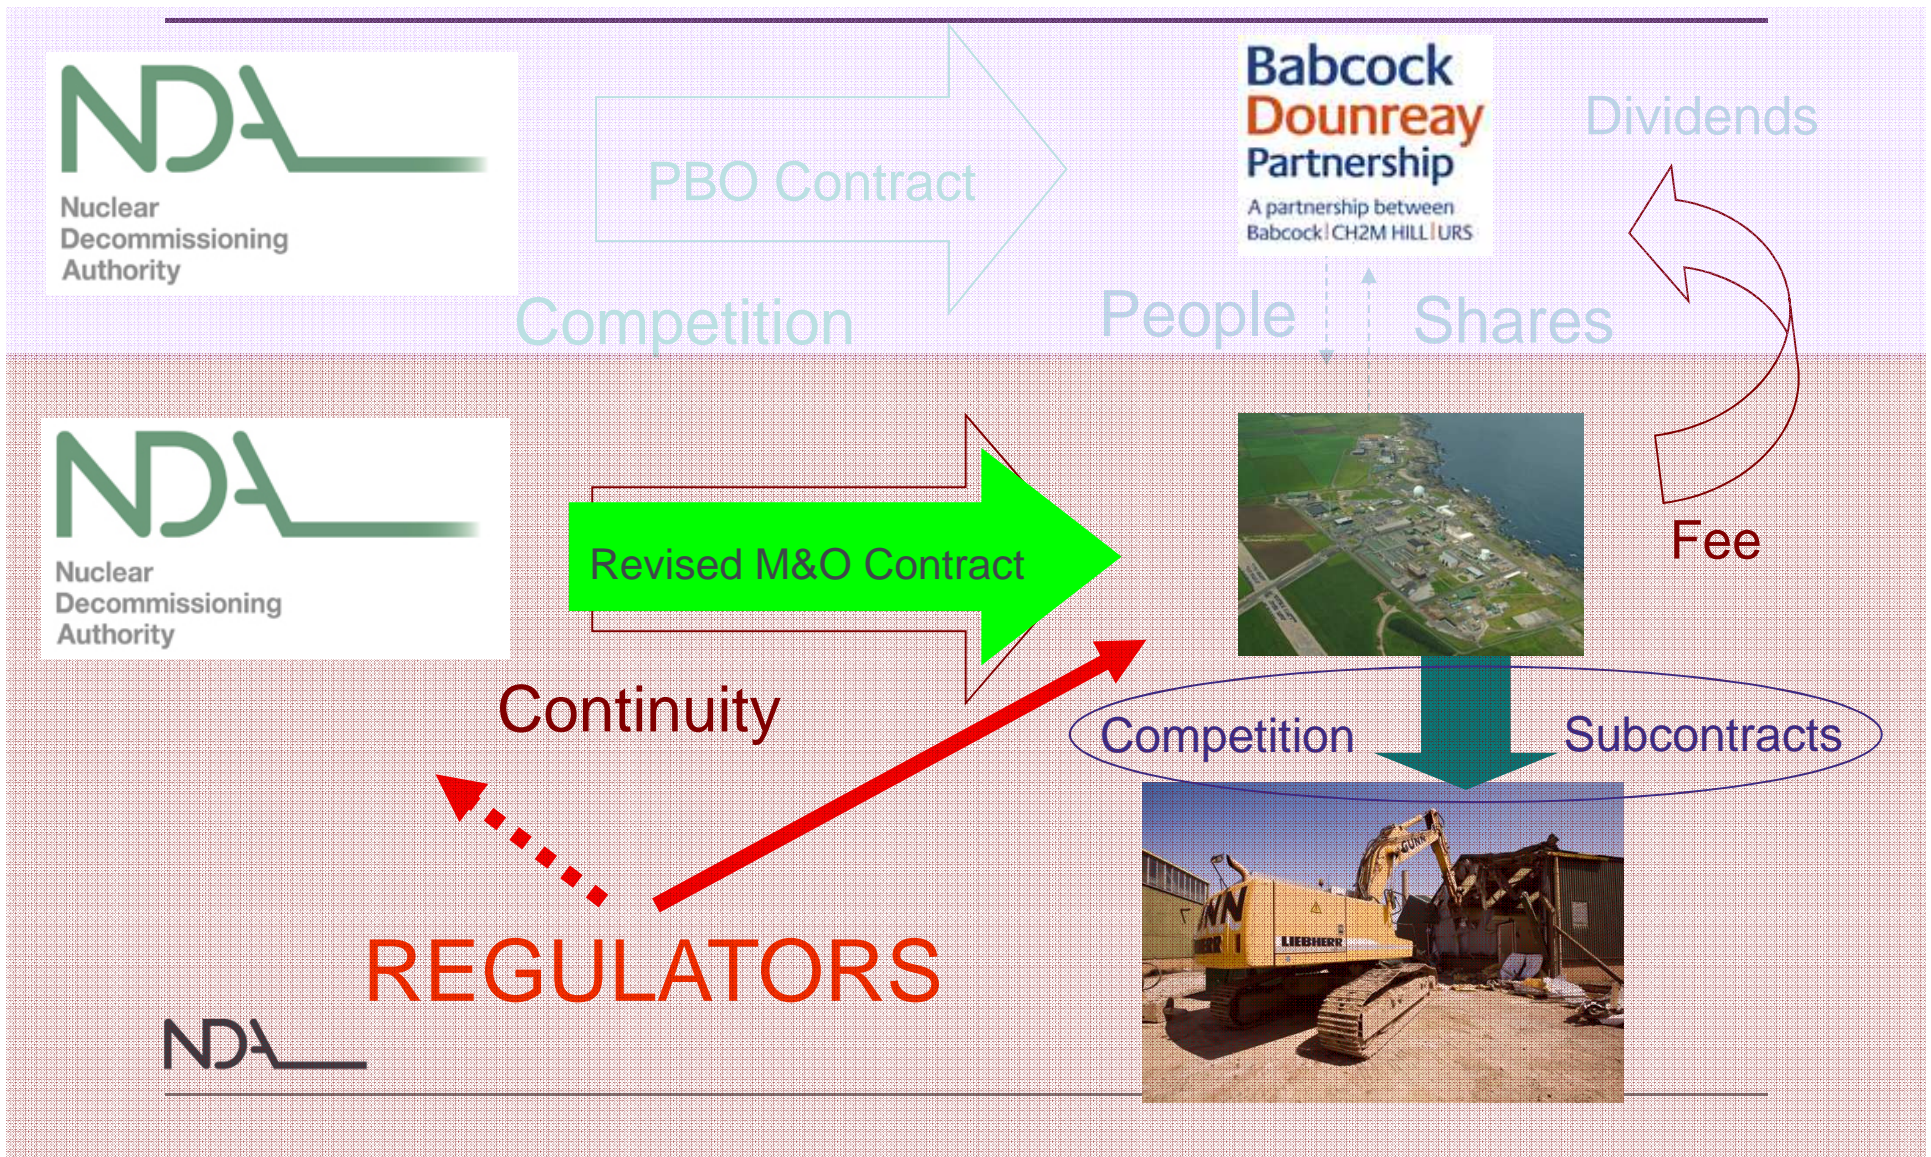 NDA
Nuclear
Decommissioning
Authority
PBO Contract
Competition
Babcock
Dounreay
Partnership
A partnership between
Babcock|CH2M HILL|URS
Dividends
People
Shares
NDA
Nuclear
Decommissioning
Authority
Revised M&O Contract
Continuity
Fee
Competition
Subcontracts
GUNN
LIEBHERR
REGULATORS
NDA